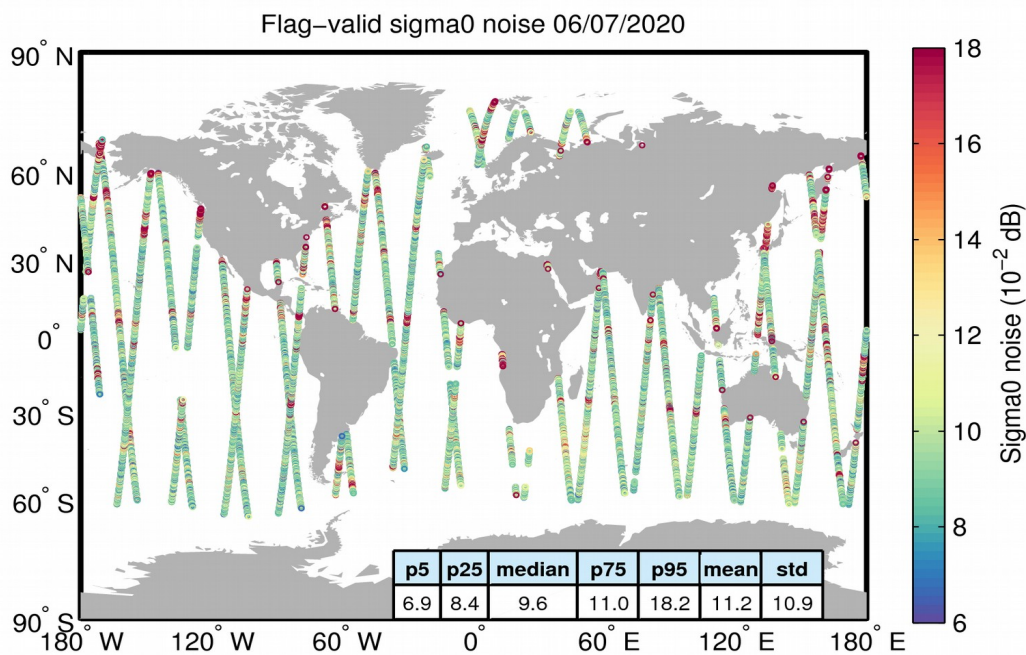 Flag−valid sigma0 noise 06/07/2020
90° N
60° N
30° N
0°
30° S
60° S
90° S
180° W
120° W
60° W
0°
60° E
120° E
180° E
p5 p25 median p75 p95 mean std
6.9 8.4 9.6 11.0 18.2 11.2 10.9
18
16
14
12
10
8
6
Sigma0 noise (10⁻² dB)